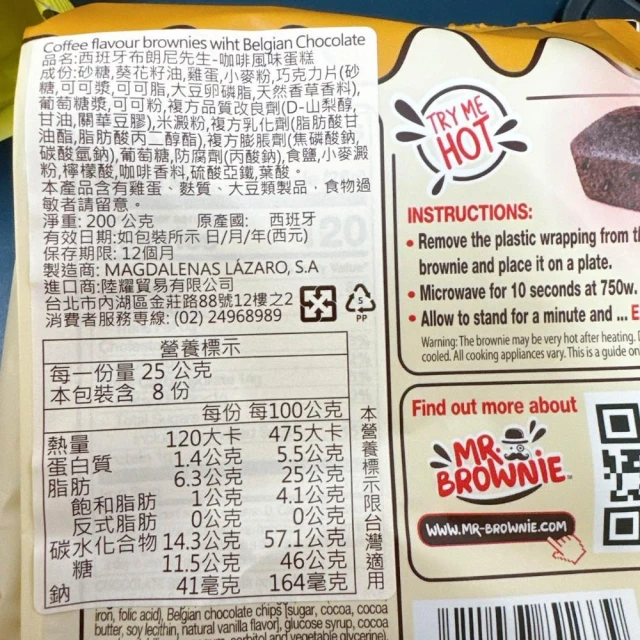 Coffee flavour brownies wiht Belgian Chocolate
品名:西班牙布朗尼先生-咖啡風味蛋糕
成份:砂糖,葵花籽油,雞蛋,小麥粉,巧克力片(砂
糖,可可漿,可可脂,大豆卵磷脂,天然香草香料),
葡萄糖漿,可可粉,複方品質改良劑(D-山梨醇,
甘油,關華豆膠),米澱粉,複方乳化劑(脂肪酸甘
油酯,脂肪酸丙二醇酯),複方膨脹劑(焦磷酸鈉,
碳酸氫鈉),葡萄糖,防腐劑(丙酸鈉),食鹽,小麥澱
粉,檸檬酸,咖啡香料,硫酸亞鐵,葉酸。
本產品含有雞蛋、麩質、大豆類製品，食物過
敏者請留意。
淨重: 200 公克 原產國: 西班牙
有效日期:如包裝所示 日/月/年(西元)
保存期限: 12個月
製造商: MAGDALENAS LÁZARO, S.A
進口商:陸耀貿易有限公司
台北市內湖區金莊路88號12樓之2
消費者服務專線: (02) 24968989
5
PP
營養標示
每一份量 25 公克
本包裝含 8 份
每份 每100公克
熱量 120大卡 475大卡
蛋白質 1.4公克 5.5公克
脂肪 6.3公克 25公克
飽和脂肪 1公克 4.1公克
反式脂肪 0公克 0公克
碳水化合物 14.3公克 57.1公克
糖 11.5公克 46公克
鈉 41毫克 164毫克
本營養標示限台灣適用
iron, folic acid), Belgian chocolate chips [sugar, cocoa, cocoa
butter, soy lecithin, natural vanilla flavor], glucose syrup, cocoa
sorbitol and vegetable glycerine),
TRY ME
HOT
INSTRUCTIONS:
• Remove the plastic wrapping from
brownie and place it on a plate.
• Microwave for 10 seconds at 750w.
• Allow to stand for a minute and ...
Warning: The brownie may be very hot after heating.
cooled. All cooking appliances vary. This is a guide on
Find out more about
MR.
BROWNIE
WWW.MR-BROWNIE.COM